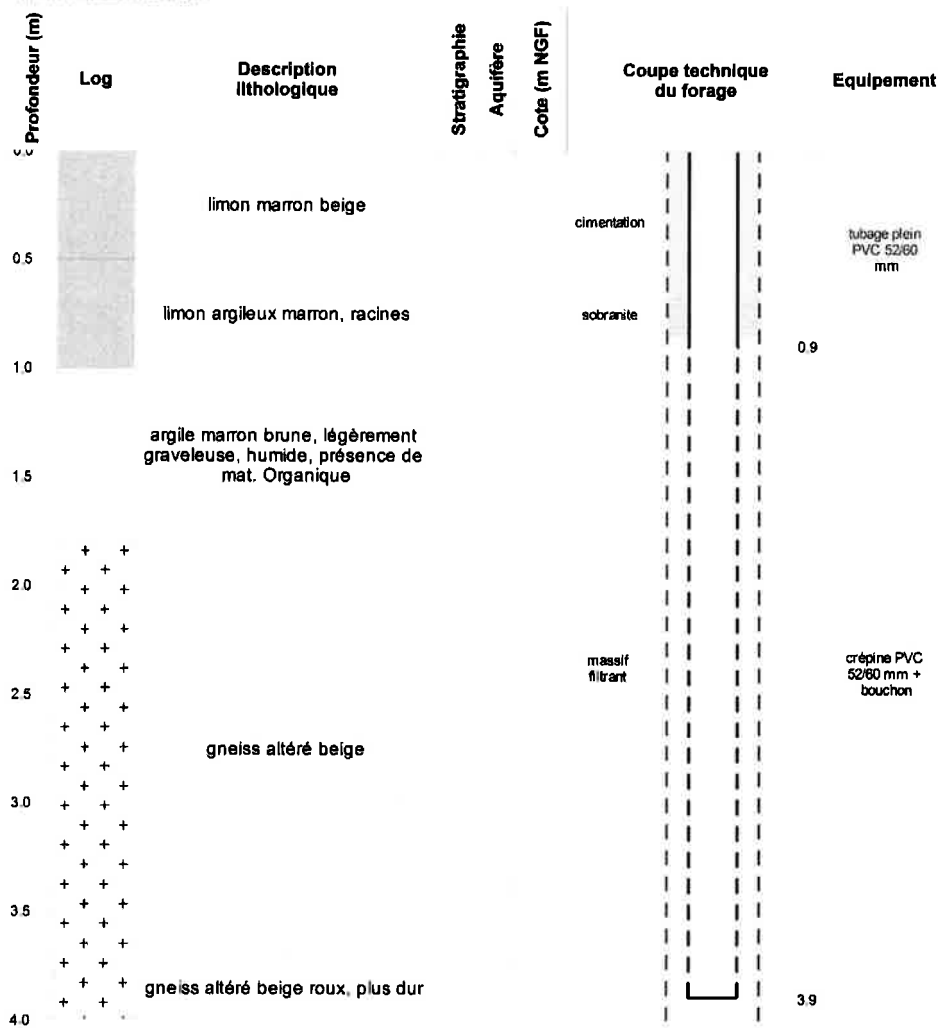 Profondeur (m)
Log
Description
lithologique
Stratigraphie
Aquifère
Cote (m NGF)
Coupe technique
du forage
Equipement
0.0
limon marron beige
cimentation
tubage plein
PVC 52/60
mm
0.5
limon argileux marron, racines
sobranite
0.9
1.0
argile marron brune, légèrement
graveleuse, humide, présence de
mat. Organique
1.5
2.0
massif
filtrant
crépine PVC
52/60 mm +
bouchon
2.5
gneiss altéré beige
3.0
3.5
gneiss altéré beige roux, plus dur
3.9
4.0